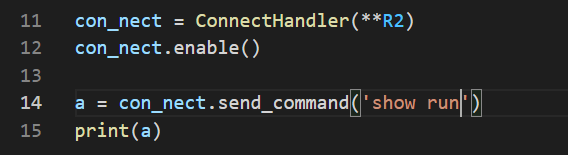 11 con_nect = ConnectHandler(**R2)
12 con_nect.enable()
13
14 a = con_nect.send_command('show run')
15 print(a)